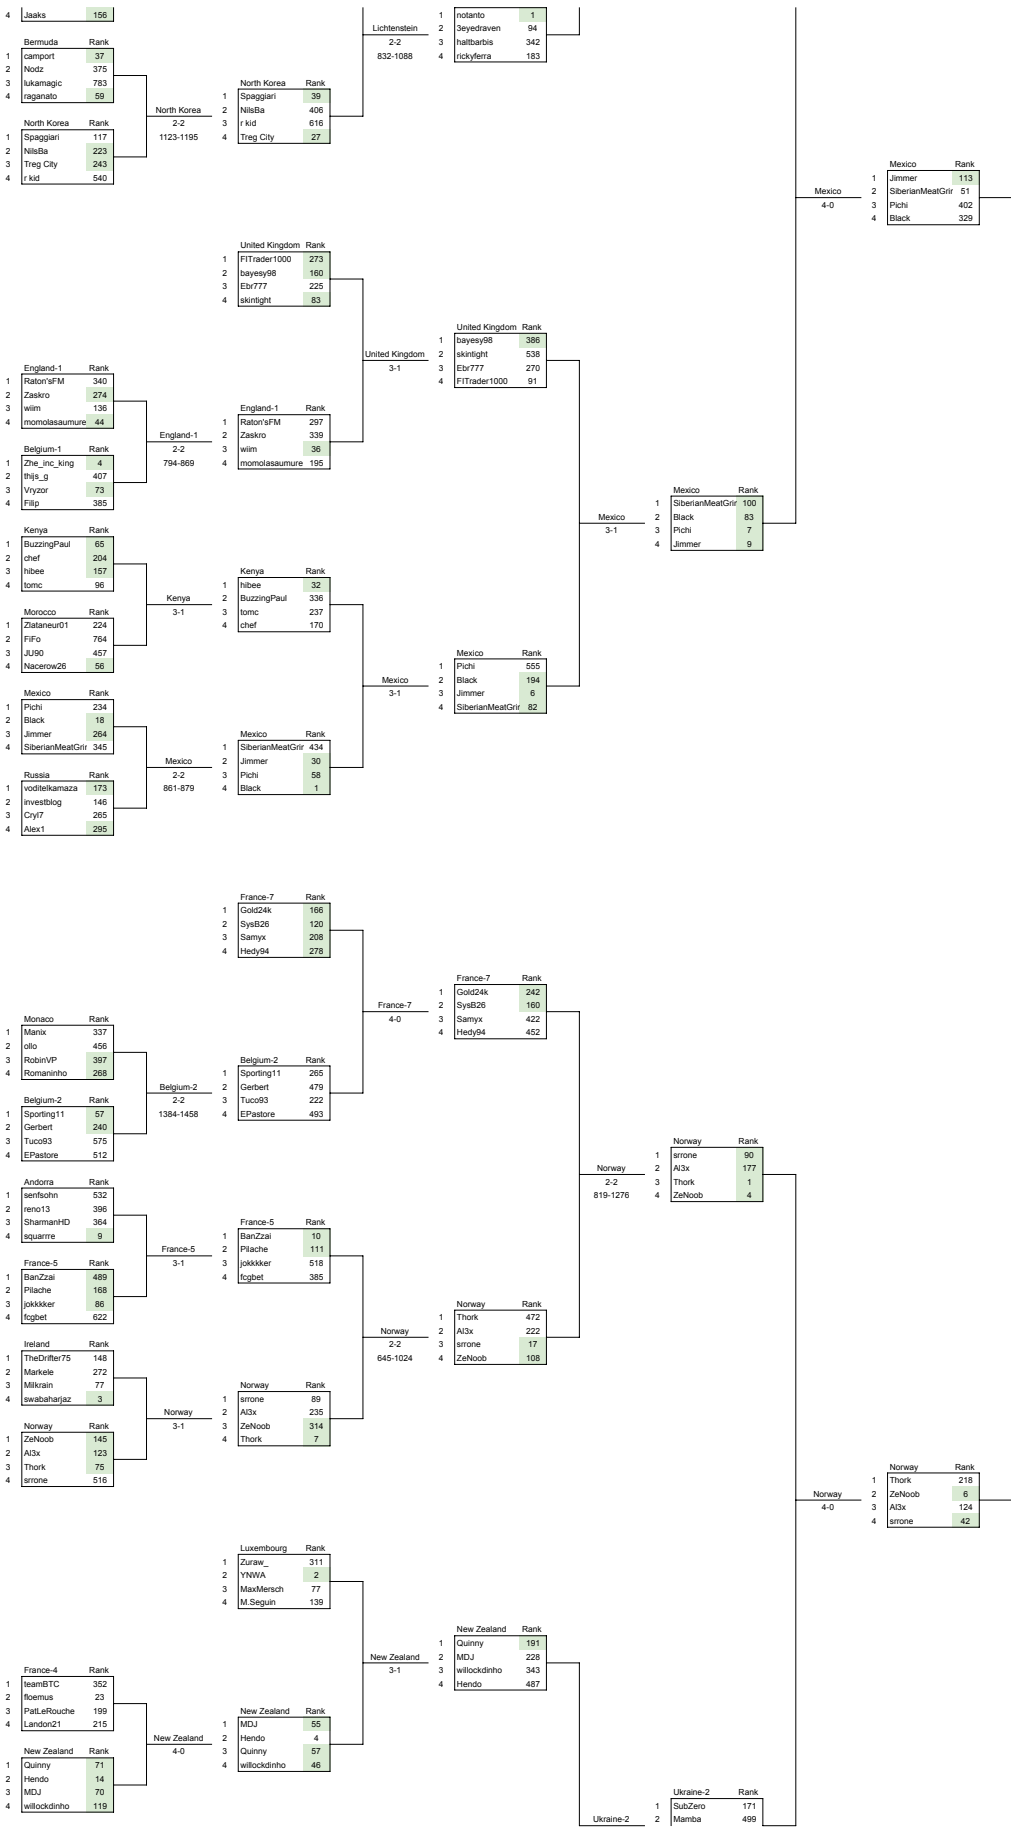 4 Jaaks 156
Bermuda Rank
1 camport 37
2 Nodz 375
3 lukamagic 783
4 raganato 59
North Korea
2-2
1123-1195
North Korea Rank
1 Spaggiari 117
2 NilsBa 223
3 Treg City 243
4 r kid 540
North Korea Rank
1 Spaggiari 39
2 NilsBa 406
3 r kid 616
4 Treg City 27
Lichtenstein
2-2
832-1088
1 notanto 1
2 3eyedraven 94
3 haltbarbis 342
4 rickyferra 183
Mexico
4-0
Mexico Rank
1 Jimmer 113
2 SiberianMeatGrir 51
3 Pichi 402
4 Black 329
United Kingdom Rank
1 FITrader1000 273
2 bayesy98 160
3 Ebr777 225
4 skintight 83
United Kingdom
3-1
United Kingdom Rank
1 bayesy98 386
2 skintight 538
3 Ebr777 270
4 FITrader1000 91
England-1 Rank
1 Raton'sFM 340
2 Zaskro 274
3 wiim 136
4 momolasaumure 44
England-1
2-2
794-869
Belgium-1 Rank
1 Zhe_inc_king 4
2 thijs_g 407
3 Vryzor 73
4 Filip 385
England-1 Rank
1 Raton'sFM 297
2 Zaskro 339
3 wiim 36
4 momolasaumure 195
Mexico
3-1
Mexico Rank
1 SiberianMeatGrir 100
2 Black 83
3 Pichi 7
4 Jimmer 9
Kenya Rank
1 BuzzingPaul 65
2 chef 204
3 hibee 157
4 tomc 96
Kenya
3-1
Morocco Rank
1 Zlataneur01 224
2 FiFo 764
3 JU90 457
4 Nacerow26 56
Kenya Rank
1 hibee 32
2 BuzzingPaul 336
3 tomc 237
4 chef 170
Mexico
3-1
Mexico Rank
1 Pichi 555
2 Black 194
3 Jimmer 6
4 SiberianMeatGrir 82
Mexico Rank
1 Pichi 234
2 Black 18
3 Jimmer 264
4 SiberianMeatGrir 345
Mexico
2-2
861-879
Russia Rank
1 voditelkamaza 173
2 investblog 146
3 Cryl7 265
4 Alex1 295
Mexico Rank
1 SiberianMeatGrir 434
2 Jimmer 30
3 Pichi 58
4 Black 1
France-7 Rank
1 Gold24k 166
2 SysB26 120
3 Samyx 208
4 Hedy94 278
France-7
4-0
France-7 Rank
1 Gold24k 242
2 SysB26 160
3 Samyx 422
4 Hedy94 452
Monaco Rank
1 Manix 337
2 ollo 456
3 RobinVP 397
4 Romaninho 268
Belgium-2
2-2
1384-1458
Belgium-2 Rank
1 Sporting11 57
2 Gerbert 240
3 Tuco93 575
4 EPastore 512
Belgium-2 Rank
1 Sporting11 265
2 Gerbert 479
3 Tuco93 222
4 EPastore 493
Norway
2-2
819-1276
Norway Rank
1 srrone 90
2 Al3x 177
3 Thork 1
4 ZeNoob 4
Andorra Rank
1 senfsohn 532
2 reno13 396
3 SharmanHD 364
4 squarrre 9
France-5
3-1
France-5 Rank
1 BanZzai 489
2 Pilache 168
3 jokkkker 86
4 fcgbet 622
France-5 Rank
1 BanZzai 10
2 Pilache 111
3 jokkkker 518
4 fcgbet 385
Norway
2-2
645-1024
Norway Rank
1 Thork 472
2 Al3x 222
3 srrone 17
4 ZeNoob 108
Ireland Rank
1 TheDrifter75 148
2 Markele 272
3 Milkrain 77
4 swabaharjaz 3
Norway
3-1
Norway Rank
1 ZeNoob 145
2 Al3x 123
3 Thork 75
4 srrone 516
Norway Rank
1 srrone 89
2 Al3x 235
3 ZeNoob 314
4 Thork 7
Norway
4-0
Norway Rank
1 Thork 218
2 ZeNoob 6
3 Al3x 124
4 srrone 42
Luxembourg Rank
1 Zuraw_ 311
2 YNWA 2
3 MaxMersch 77
4 M.Seguin 139
New Zealand
3-1
New Zealand Rank
1 Quinny 191
2 MDJ 228
3 willockdinho 343
4 Hendo 487
France-4 Rank
1 teamBTC 352
2 floemus 23
3 PatLeRouche 199
4 Landon21 215
New Zealand
4-0
New Zealand Rank
1 Quinny 71
2 Hendo 14
3 MDJ 70
4 willockdinho 119
New Zealand Rank
1 MDJ 55
2 Hendo 4
3 Quinny 57
4 willockdinho 46
Ukraine-2
Ukraine-2 Rank
1 SubZero 171
2 Mamba 499